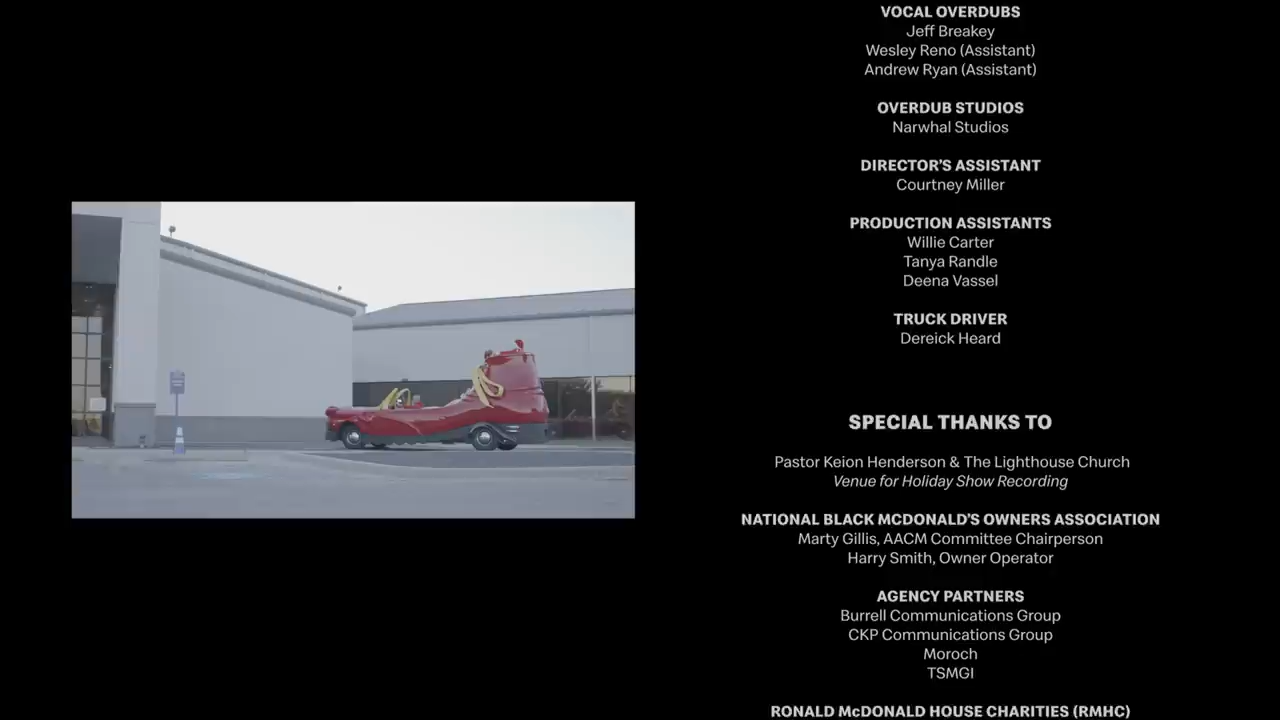 VOCAL OVERDUBS
Jeff Breakey
Wesley Reno (Assistant)
Andrew Ryan (Assistant)
OVERDUB STUDIOS
Narwhal Studios
DIRECTOR'S ASSISTANT
Courtney Miller
PRODUCTION ASSISTANTS
Willie Carter
Tanya Randle
Deena Vassel
TRUCK DRIVER
Dereick Heard
SPECIAL THANKS TO
Pastor Keion Henderson & The Lighthouse Church
Venue for Holiday Show Recording
NATIONAL BLACK MCDONALD'S OWNERS ASSOCIATION
Marty Gillis, AACM Committee Chairperson
Harry Smith, Owner Operator
AGENCY PARTNERS
Burrell Communications Group
CKP Communications Group
Moroch
TSMGI
RONALD McDONALD HOUSE CHARITIES (RMHC)